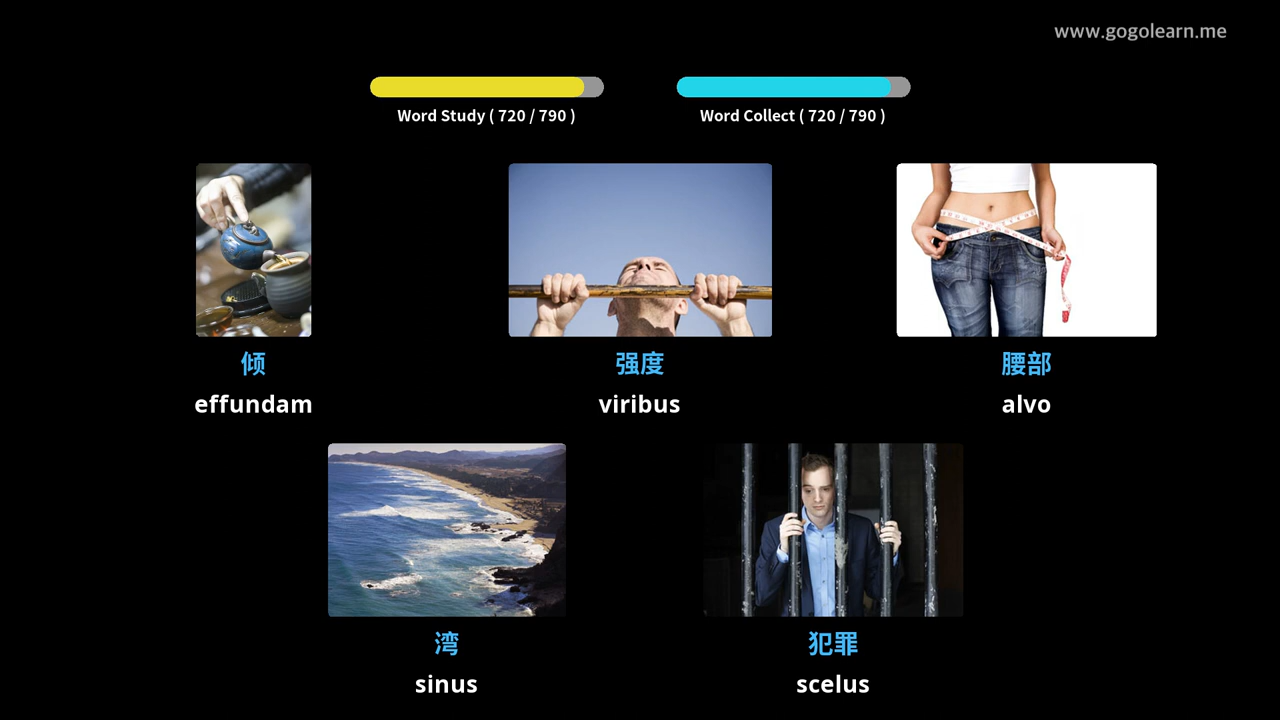 www.gogolearn.me
Word Study ( 720 / 790 )
Word Collect ( 720 / 790 )
倾
effundam
强度
viribus
腰部
alvo
湾
sinus
犯罪
scelus